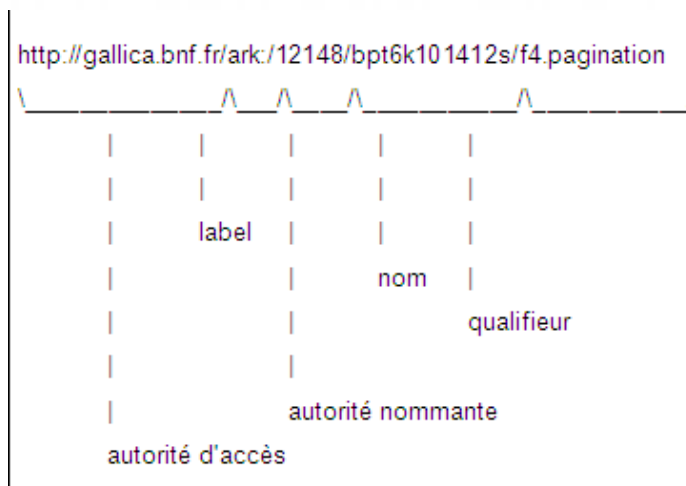 http://gallica.bnf.fr/ark:/12148/bpt6k101412s/f4.pagination
label
nom
qualifieur
autorité nommante
autorité d'accès